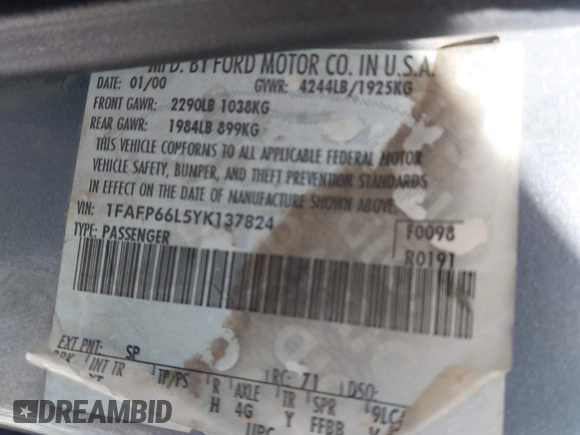 MFD. BY FORD MOTOR CO. IN U.S.A.
DATE: 01/00 GVWR: 4244LB/1925KG
FRONT GAWR: 2290LB 1038KG
REAR GAWR: 1984LB 899KG
THIS VEHICLE CONFORMS TO ALL APPLICABLE FEDERAL MOTOR
VEHICLE SAFETY, BUMPER, AND THEFT PREVENTION STANDARDS
IN EFFECT ON THE DATE OF MANUFACTURE SHOWN ABOVE.
VIN: 1FAFP66L5YK137824 F0098
TYPE: PASSENGER R0191
EXT PNT: SP RC: 71 DSO:
INT TR TP/PS R AXLE TR SPR
H 4G Y FFBB
DREAMBID